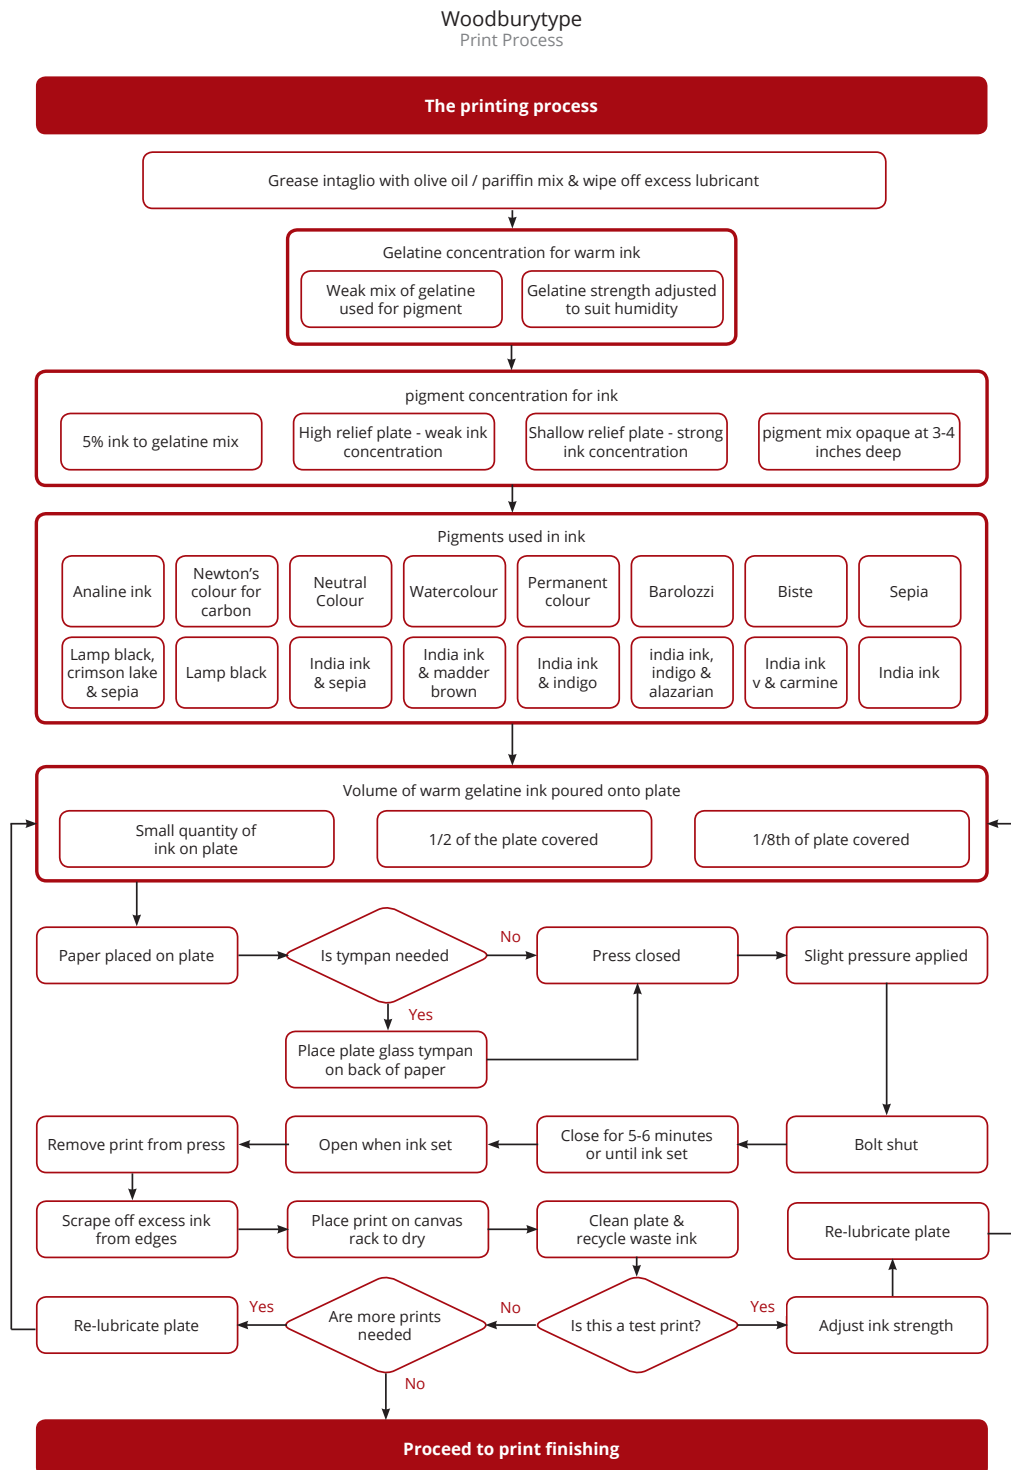 Woodburytype
Print Process
The printing process
Grease intaglio with olive oil / pariffin mix & wipe off excess lubricant
Gelatine concentration for warm ink
Weak mix of gelatine
used for pigment
Gelatine strength adjusted
to suit humidity
pigment concentration for ink
5% ink to gelatine mix
High relief plate - weak ink
concentration
Shallow relief plate - strong
ink concentration
pigment mix opaque at 3-4
inches deep
Pigments used in ink
Analine ink
Newton's
colour for
carbon
Neutral
Colour
Watercolour
Permanent
colour
Barolozzi
Biste
Sepia
Lamp black,
crimson lake
& sepia
Lamp black
India ink
& sepia
India ink
& madder
brown
India ink
& indigo
india ink,
indigo &
alazarian
India ink
v & carmine
India ink
Volume of warm gelatine ink poured onto plate
Small quantity of
ink on plate
1/2 of the plate covered
1/8th of plate covered
Paper placed on plate
Is tympan needed
No
Press closed
Slight pressure applied
Yes
Place plate glass tympan
on back of paper
Remove print from press
Open when ink set
Close for 5-6 minutes
or until ink set
Bolt shut
Scrape off excess ink
from edges
Place print on canvas
rack to dry
Clean plate &
recycle waste ink
Re-lubricate plate
Re-lubricate plate
Yes
Are more prints
needed
No
Is this a test print?
Yes
Adjust ink strength
No
Proceed to print finishing